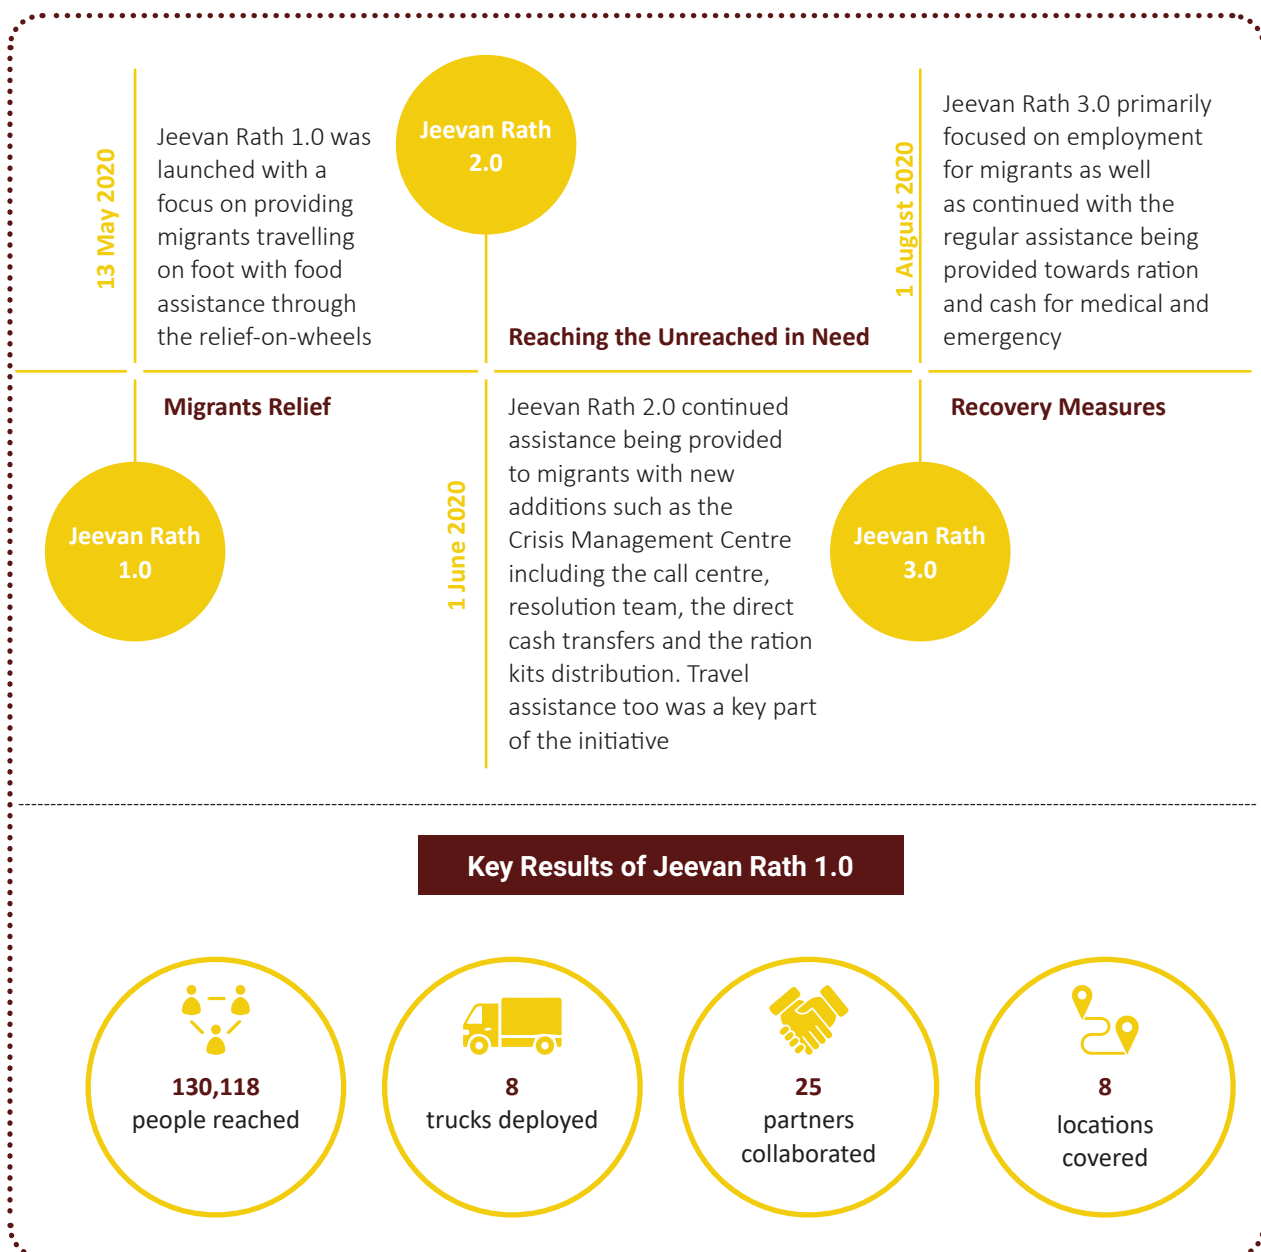 13 May 2020
Jeevan Rath 1.0 was
launched with a
focus on providing
migrants travelling
on foot with food
assistance through
the relief-on-wheels
Migrants Relief
Jeevan Rath
1.0
Jeevan Rath
2.0
Reaching the Unreached in Need
1 June 2020
Jeevan Rath 2.0 continued
assistance being provided
to migrants with new
additions such as the
Crisis Management Centre
including the call centre,
resolution team, the direct
cash transfers and the ration
kits distribution. Travel
assistance too was a key part
of the initiative
1 August 2020
Jeevan Rath 3.0 primarily
focused on employment
for migrants as well
as continued with the
regular assistance being
provided towards ration
and cash for medical and
emergency
Recovery Measures
Jeevan Rath
3.0
Key Results of Jeevan Rath 1.0
130,118
people reached
8
trucks deployed
25
partners
collaborated
8
locations
covered